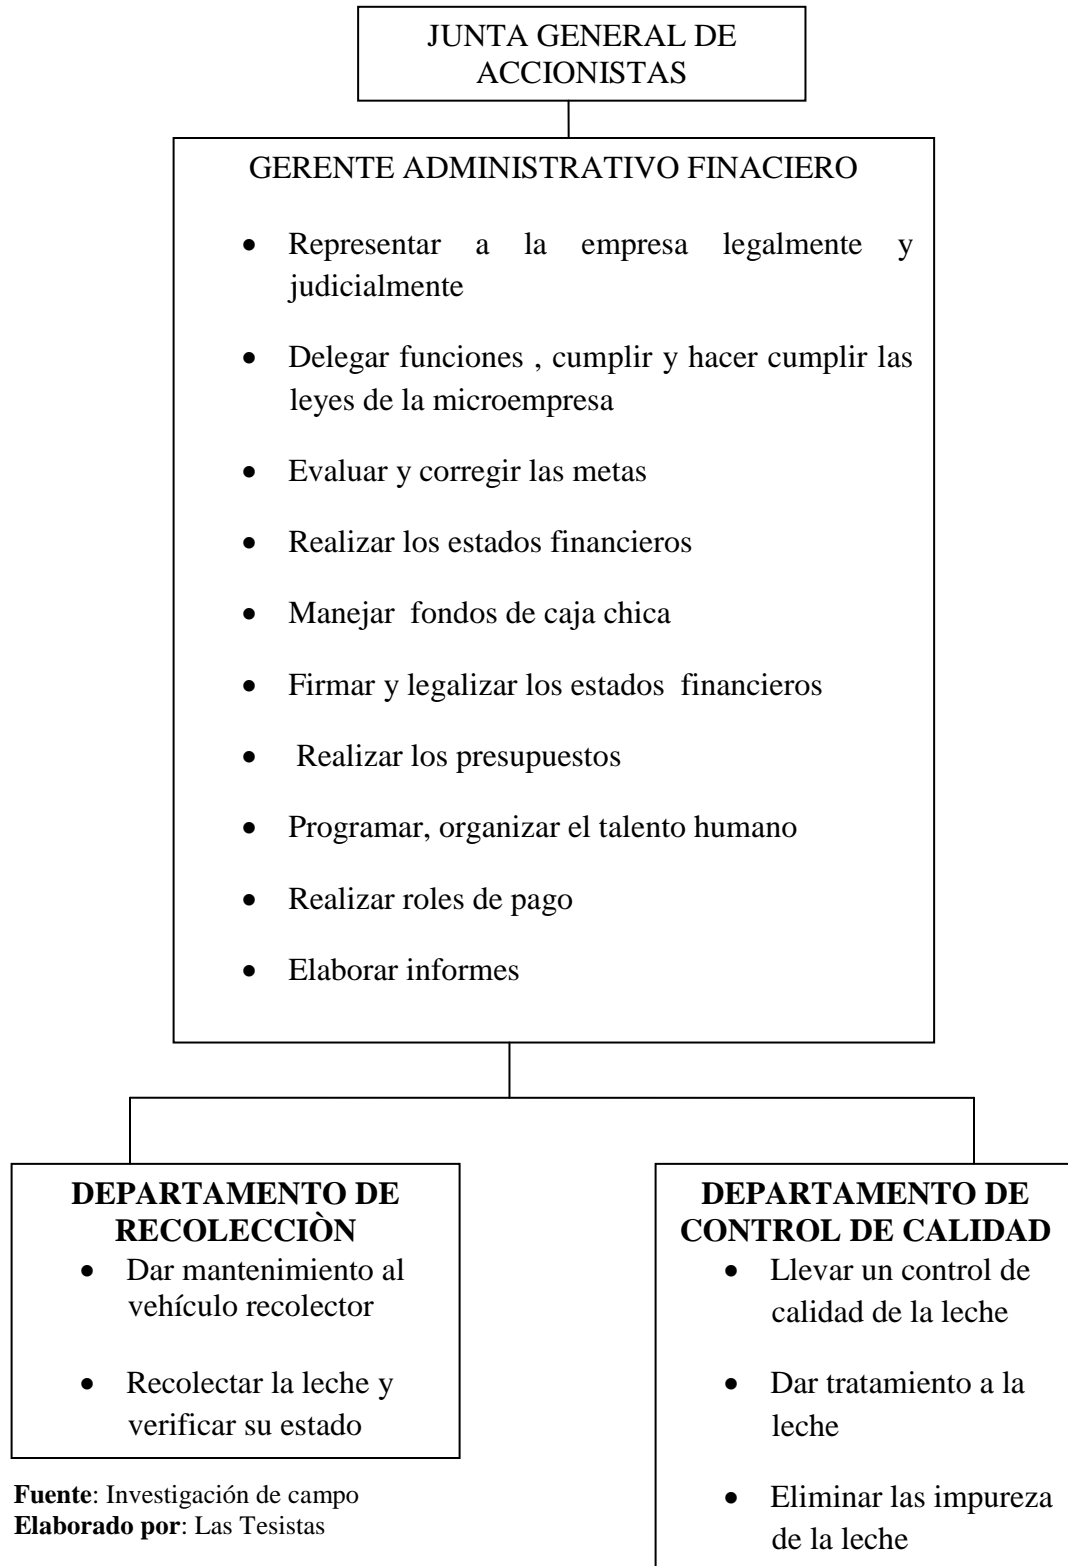 JUNTA GENERAL DE
ACCIONISTAS
GERENTE ADMINISTRATIVO FINACIERO
• Representar a la empresa legalmente y
judicialmente
• Delegar funciones , cumplir y hacer cumplir las
leyes de la microempresa
• Evaluar y corregir las metas
• Realizar los estados financieros
• Manejar fondos de caja chica
• Firmar y legalizar los estados financieros
• Realizar los presupuestos
• Programar, organizar el talento humano
• Realizar roles de pago
• Elaborar informes
DEPARTAMENTO DE
RECOLECCIÒN
• Dar mantenimiento al
vehículo recolector
• Recolectar la leche y
verificar su estado
DEPARTAMENTO DE
CONTROL DE CALIDAD
• Llevar un control de
calidad de la leche
• Dar tratamiento a la
leche
• Eliminar las impureza
de la leche
Fuente: Investigación de campo
Elaborado por: Las Tesistas